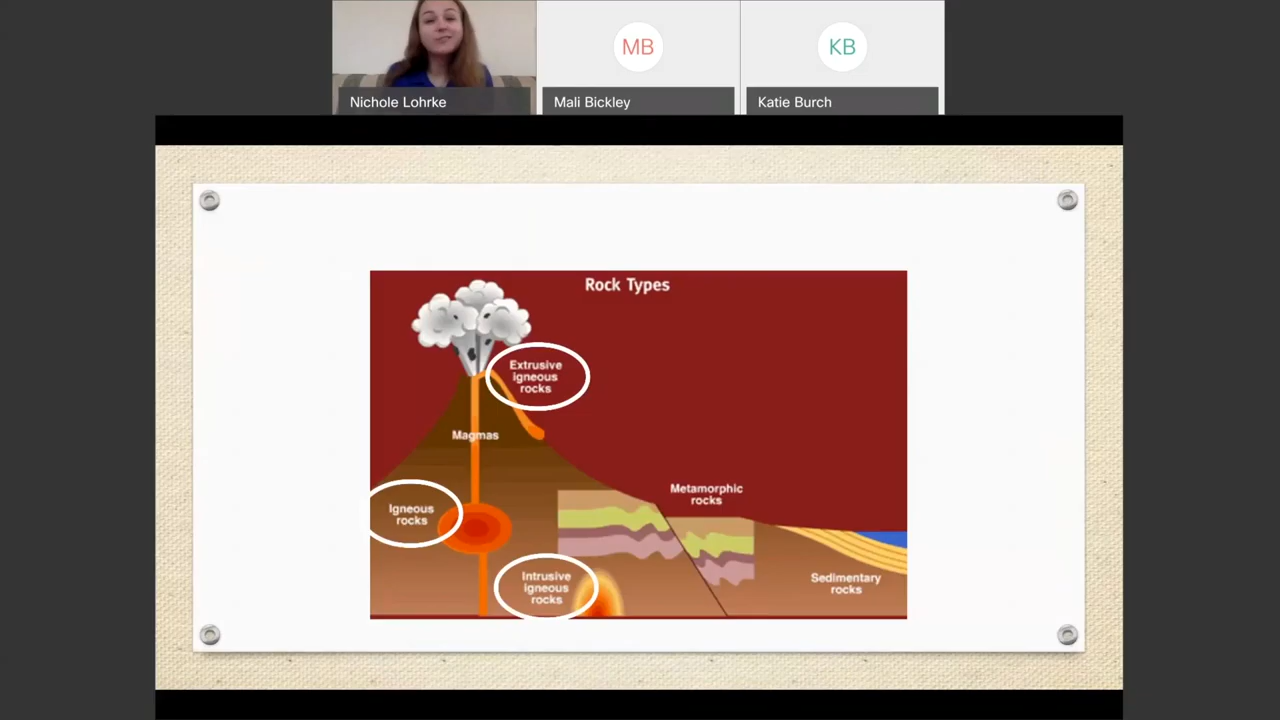 MB
KB
Nichole Lohrke
Mali Bickley
Katie Burch
Rock Types
Extrusive
igneous
rocks
Magmas
Igneous
rocks
Metamorphic
rocks
Intrusive
igneous
rocks
Sedimentary
rocks